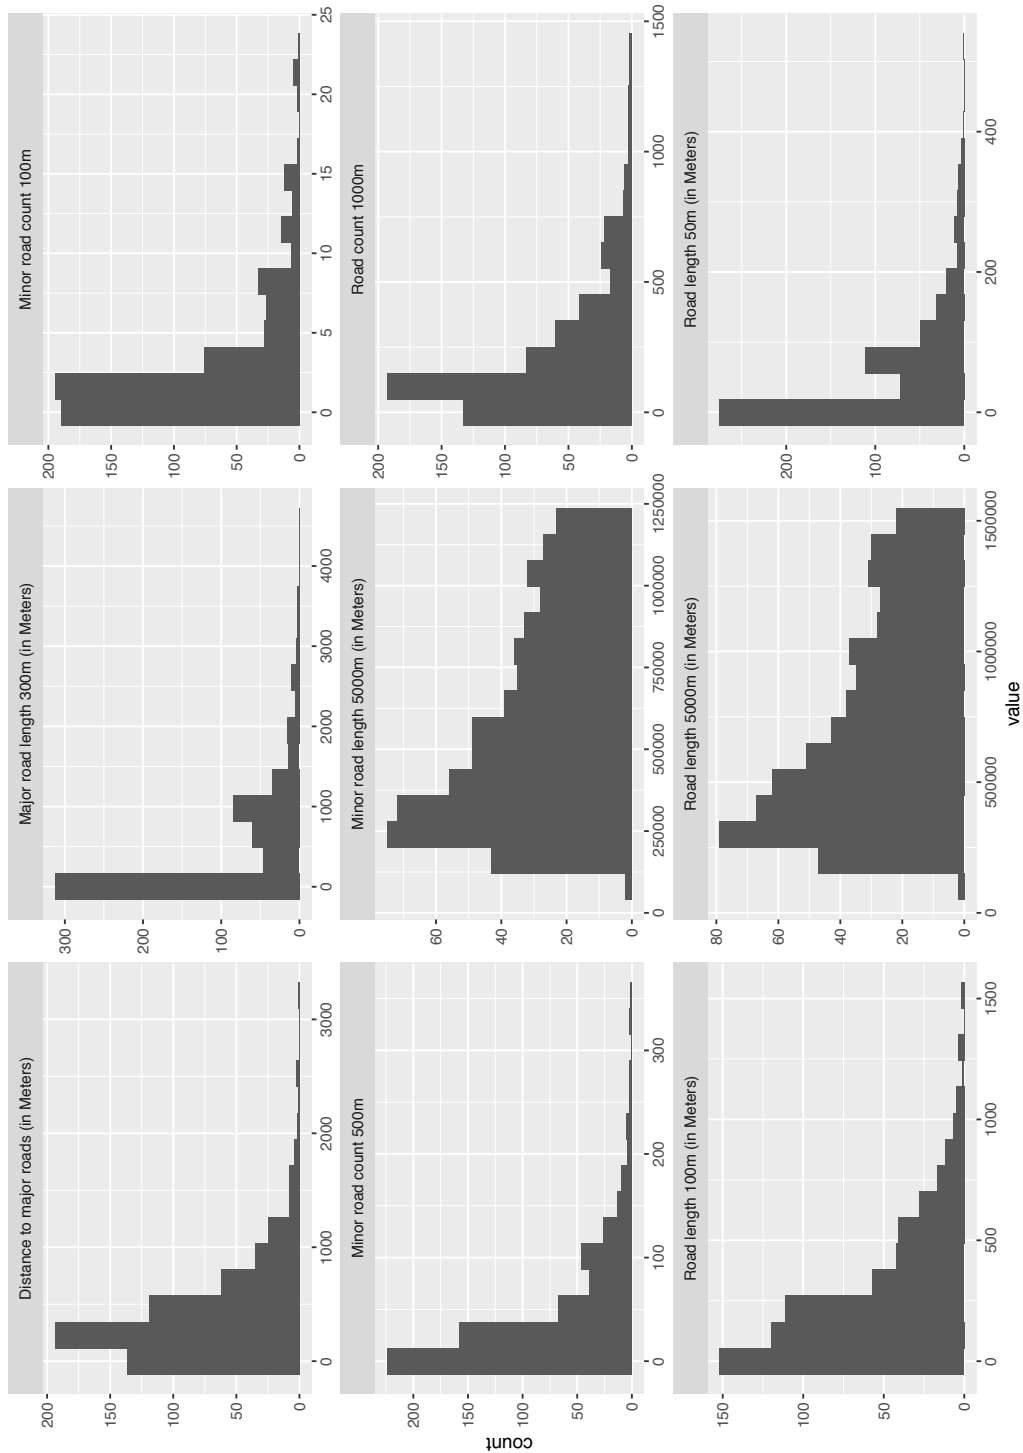 Distance to major roads (in Meters)
200
150
100
50
0
0 1000 2000 3000
Major road length 300m (in Meters)
300
200
100
0
0 1000 2000 3000 4000
Minor road count 100m
200
150
100
50
0
0 5 10 15 20 25
Minor road count 500m
200
150
100
50
0
0 100 200 300
Minor road length 5000m (in Meters)
60
40
20
0
0 250000 500000 750000 1000000 1250000
Road count 1000m
200
150
100
50
0
0 500 1000 1500
Road length 100m (in Meters)
150
100
50
0
0 500 1000 1500
Road length 5000m (in Meters)
80
60
40
20
0
0 500000 1000000 1500000
Road length 50m (in Meters)
200
100
0
0 200 400
count
value